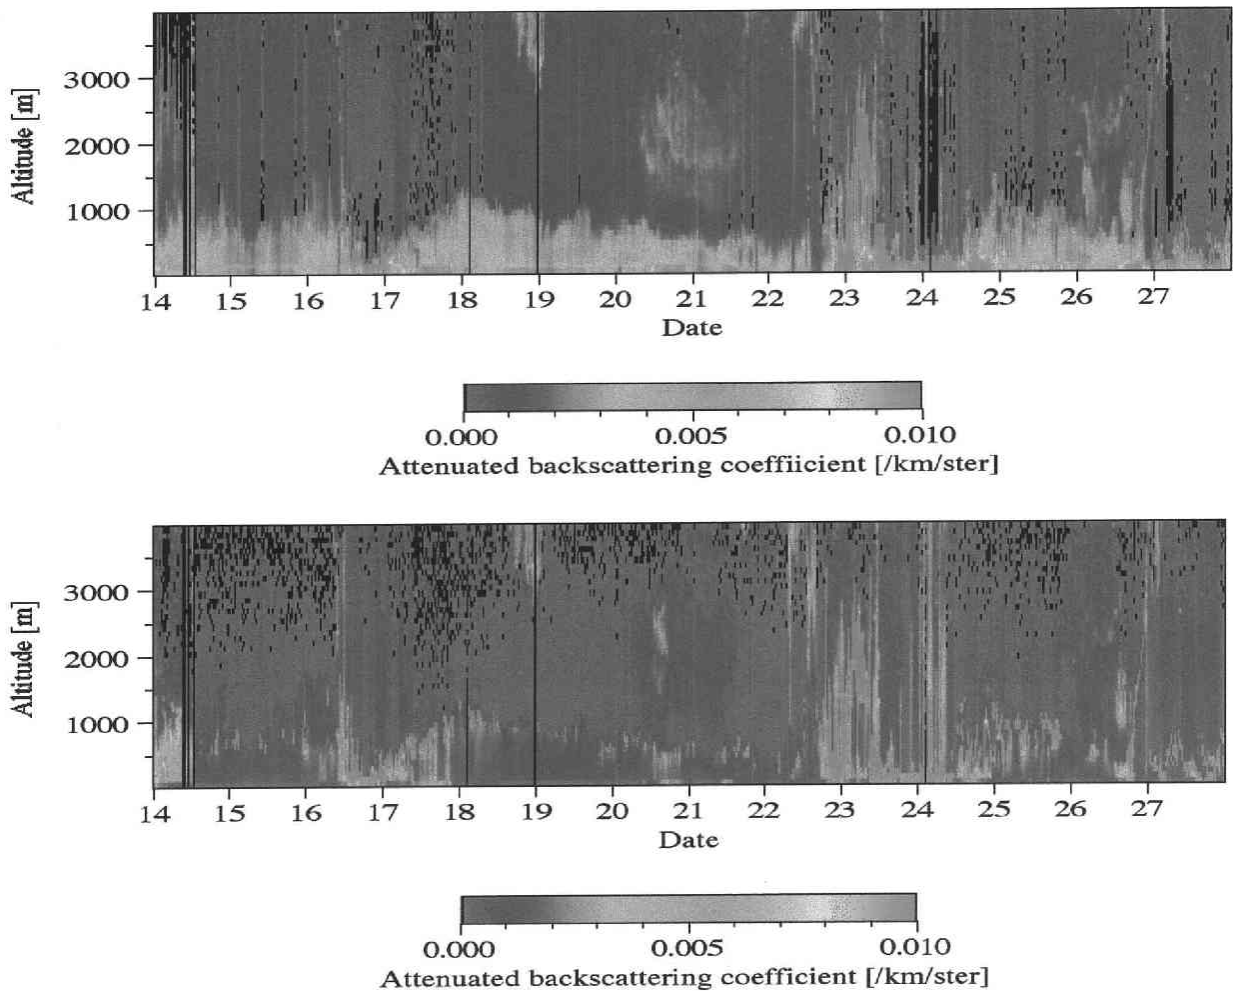 3000
2000
1000
Altitude [m]
14 15 16 17 18 19 20 21 22 23 24 25 26 27
Date
0.000 0.005 0.010
Attenuated backscattering coeffiicient [/km/ster]
3000
2000
1000
Altitude [m]
14 15 16 17 18 19 20 21 22 23 24 25 26 27
Date
0.000 0.005 0.010
Attenuated backscattering coefficient [/km/ster]